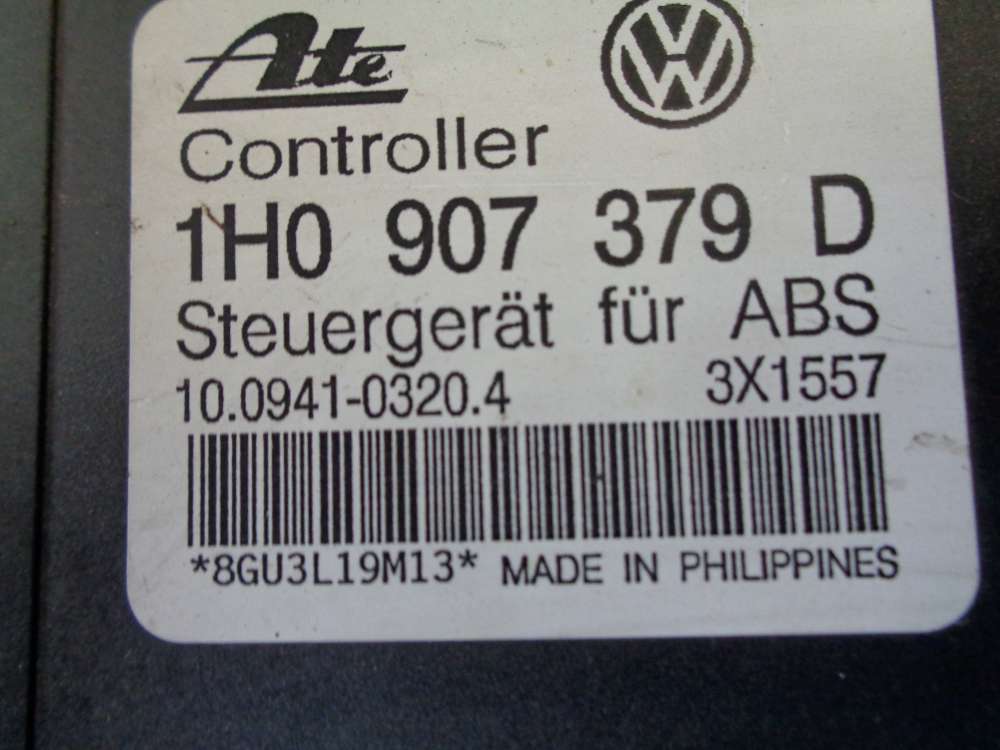 Ate
Controller
1H0 907 379 D
Steuergerät für ABS
10.0941-0320.4 3X1557
*8GU3L19M13* MADE IN PHILIPPINES